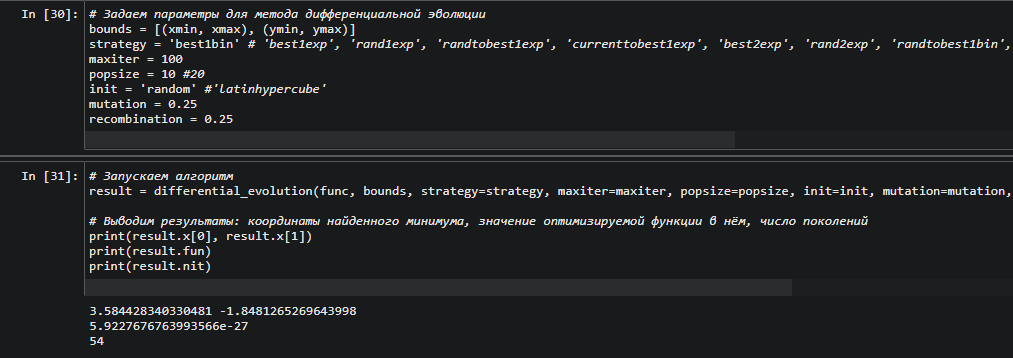 In [30]:
# Задаем параметры для метода дифференциальной эволюции
bounds = [(xmin, xmax), (ymin, ymax)]
strategy = 'best1bin' # 'best1exp', 'rand1exp', 'randtobest1exp', 'currenttobest1exp', 'best2exp', 'rand2exp', 'randtobest1bin',
maxiter = 100
popsize = 10 #20
init = 'random' #'latinhypercube'
mutation = 0.25
recombination = 0.25
In [31]:
# Запускаем алгоритм
result = differential_evolution(func, bounds, strategy=strategy, maxiter=maxiter, popsize=popsize, init=init, mutation=mutation,
# Выводим результаты: координаты найденного минимума, значение оптимизируемой функции в нём, число поколений
print(result.x[0], result.x[1])
print(result.fun)
print(result.nit)
3.584428340330481 -1.8481265269643998
5.9227676763993566e-27
54